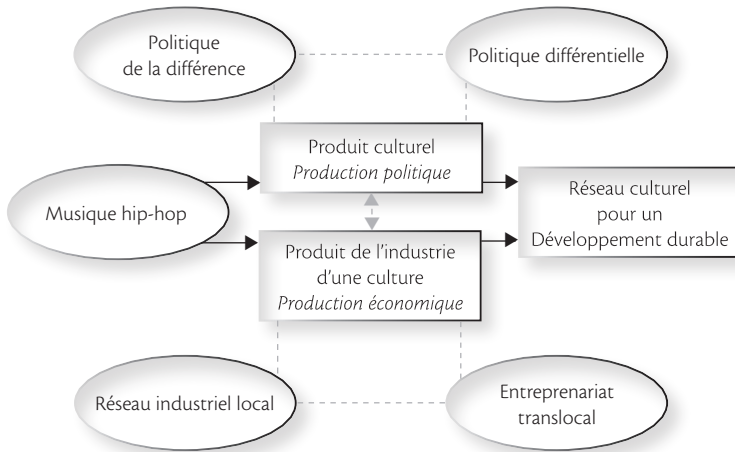 Politique
de la différence
Politique différentielle
Produit culturel
Production politique
Musique hip-hop
Réseau culturel
pour un
Développement durable
Produit de l'industrie
d'une culture
Production économique
Réseau industriel local
Entreprenariat
translocal